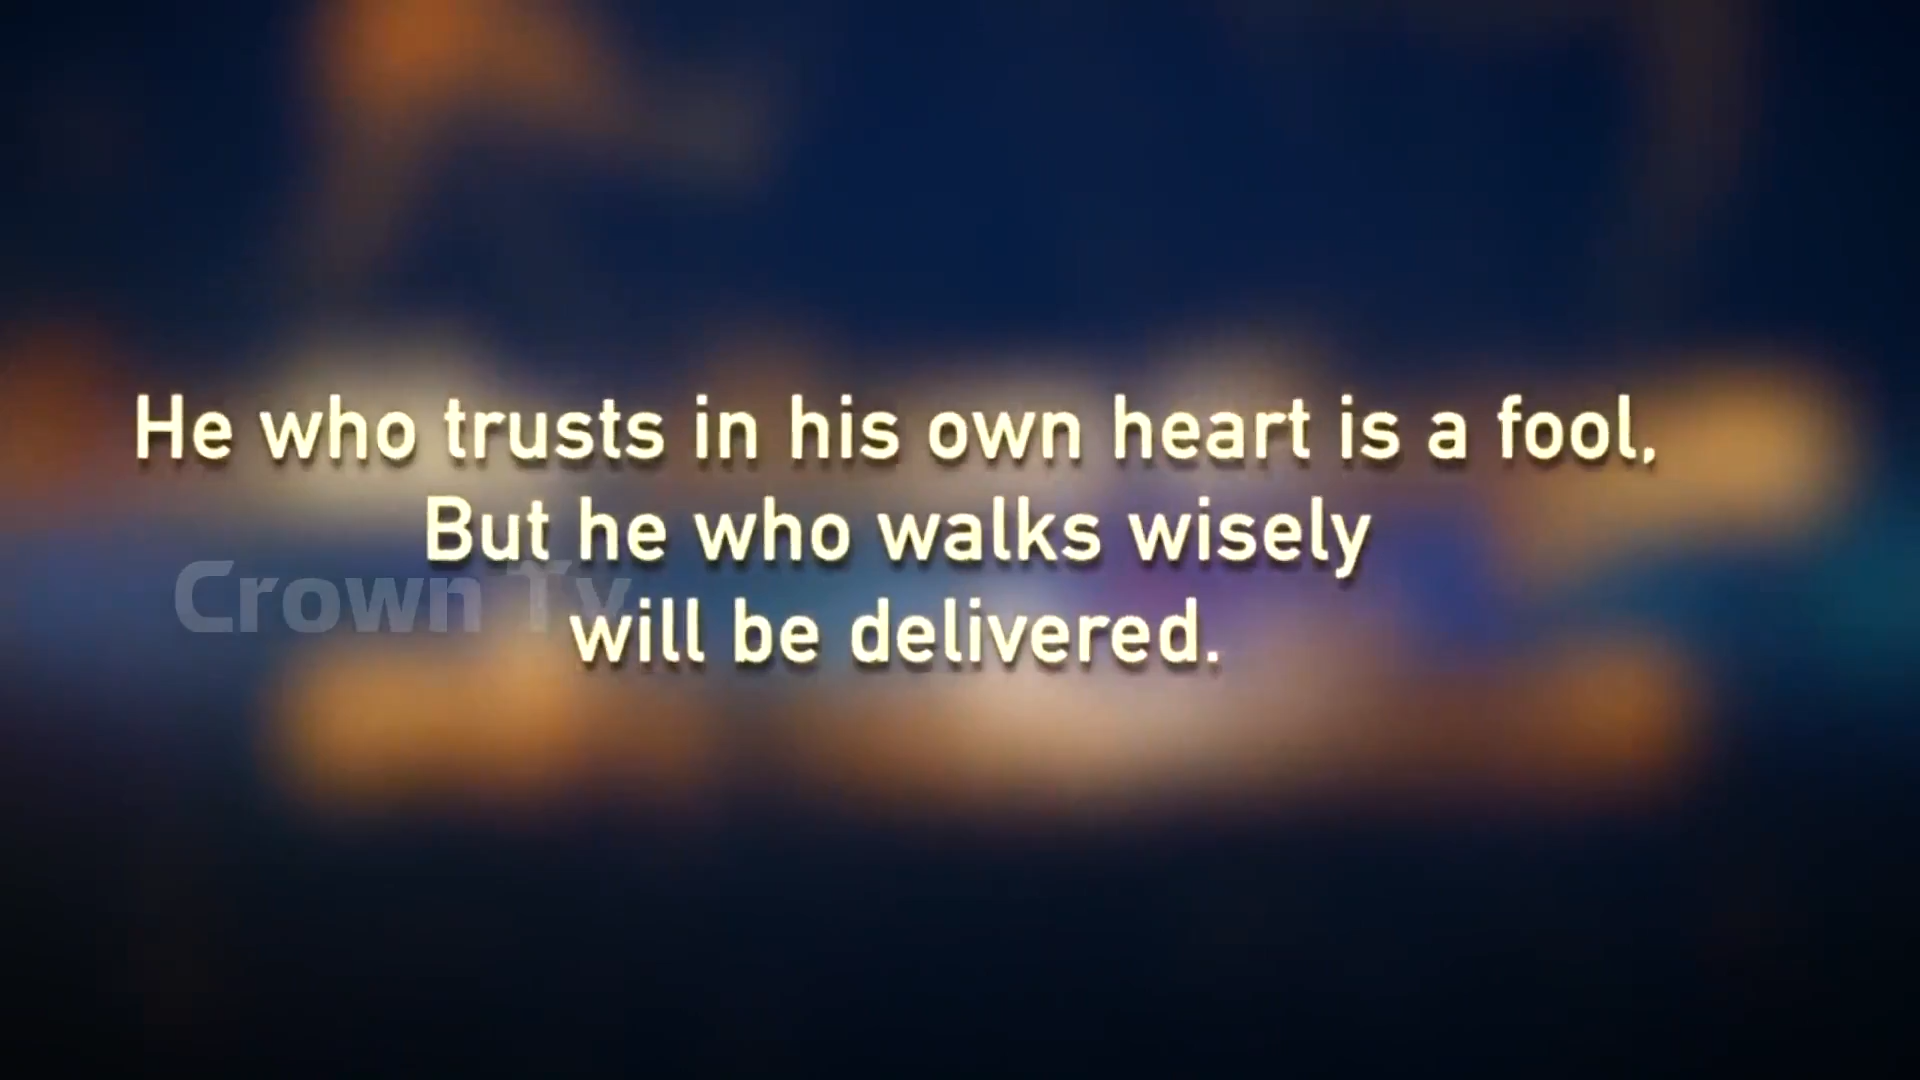 He who trusts in his own heart is a fool,
But he who walks wisely
Crown Tv
will be delivered.